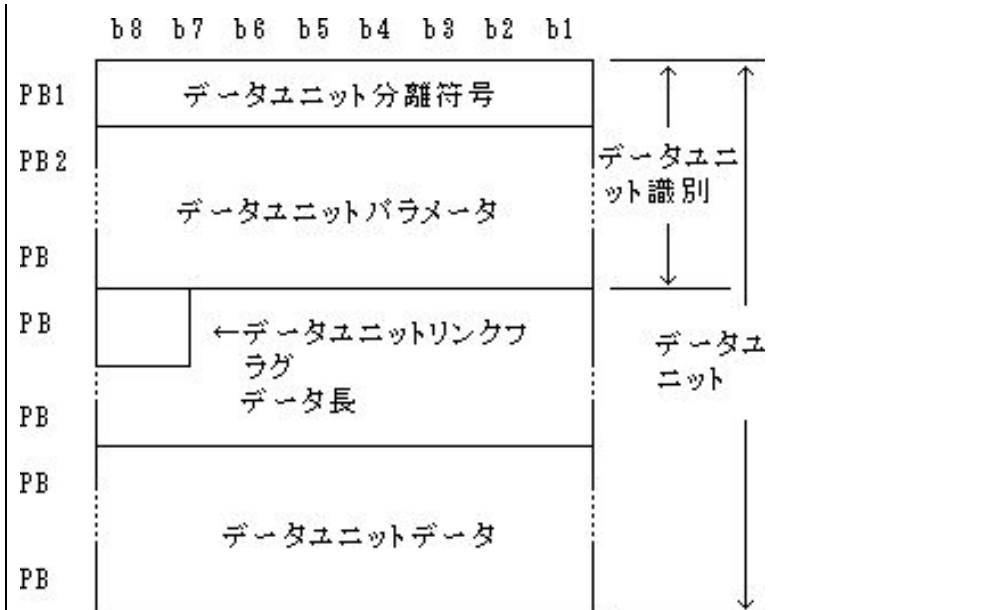 b8 b7 b6 b5 b4 b3 b2 b1
PB1
データユニット分離符号
PB2
データユニットパラメータ
PB
データユニ
ット識別
PB
←データユニットリンクフ
ラグ
データ長
PB
データユ
ニット
PB
データユニットデータ
PB